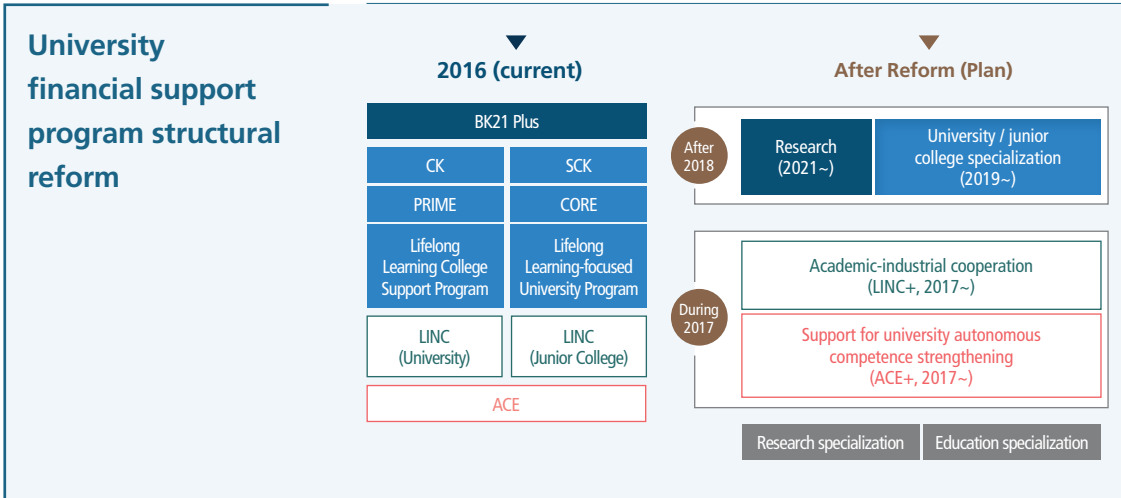 University
financial support
program structural
reform
2016 (current)
BK21 Plus
CK
SCK
PRIME
CORE
Lifelong
Learning College
Support Program
Lifelong
Learning-focused
University Program
LINC
(University)
LINC
(Junior College)
ACE
After Reform (Plan)
After
2018
Research
(2021~)
University / junior
college specialization
(2019~)
During
2017
Academic-industrial cooperation
(LINC+, 2017~)
Support for university autonomous
competence strengthening
(ACE+, 2017~)
Research specialization
Education specialization